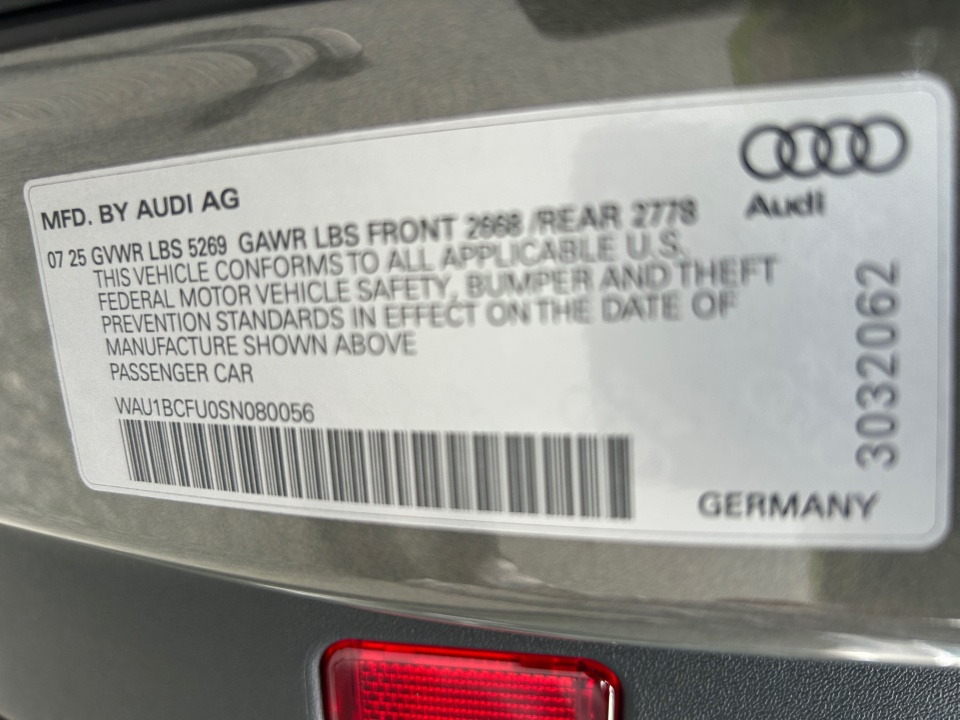 Audi
MFD. BY AUDI AG
07 25 GVWR LBS 5269 GAWR LBS FRONT 2668 /REAR 2778
THIS VEHICLE CONFORMS TO ALL APPLICABLE U.S.
FEDERAL MOTOR VEHICLE SAFETY, BUMPER AND THEFT
PREVENTION STANDARDS IN EFFECT ON THE DATE OF
MANUFACTURE SHOWN ABOVE
PASSENGER CAR
WAU1BCFU0SN080056
GERMANY
3032062